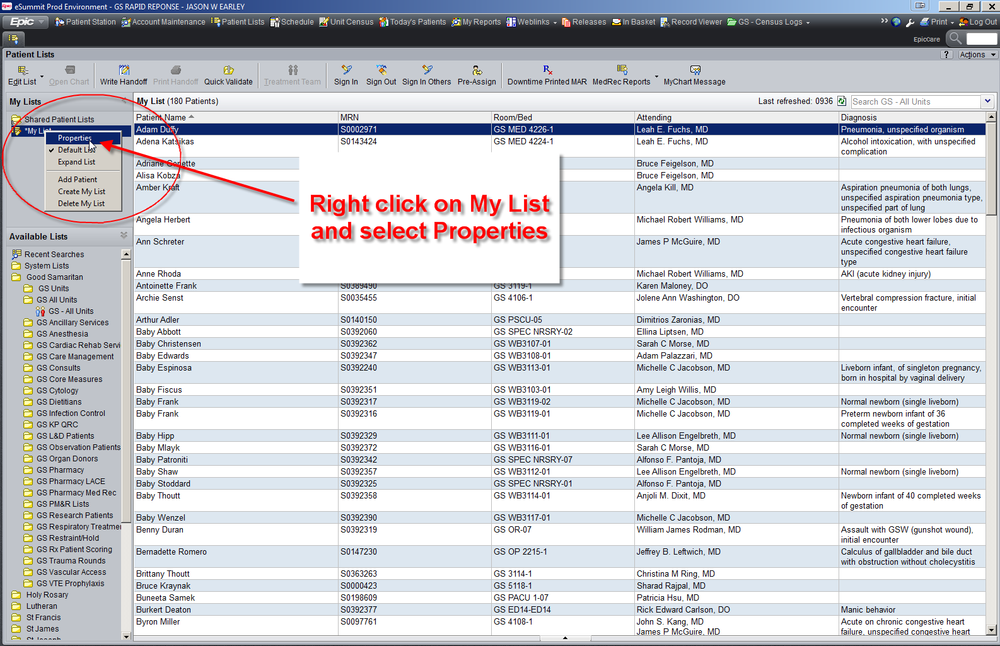 Epic eSummit Prod Environment - GS RAPID REPONSE - JASON W EARLEY
Epic Patient Station Account Maintenance Patient Lists Schedule Unit Census Today's Patients My Reports Weblinks Releases In Basket Record Viewer GS - Census Logs » Print Log Out
EpicCare
Patient Lists ? Actions
Edit List Open Chart Write Handoff Print Handoff Quick Validate Treatment Team Sign In Sign Out Sign In Others Pre-Assign Downtime Printed MAR MedRec Reports MyChart Message
My Lists
Shared Patient Lists
*My List
Properties
Default List
Expand List
Add Patient
Create My List
Delete My List
Available Lists
Recent Searches
System Lists
Good Samaritan
GS Units
GS All Units
GS - All Units
GS Ancillary Services
GS Anesthesia
GS Cardiac Rehab Servi
GS Care Management
GS Consults
GS Core Measures
GS Cytology
GS Dietitians
GS Infection Control
GS KP QRC
GS L&D Patients
GS Observation Patients
GS Organ Donors
GS Pharmacy
GS Pharmacy LACE
GS Pharmacy Med Rec
GS PM&R Lists
GS Research Patients
GS Respiratory Treatmer
GS Restraint/Hold
GS Rx Patient Scoring
GS Trauma Rounds
GS Vascular Access
GS VTE Prophylaxis
Holy Rosary
Lutheran
St Francis
St James
St Joseph
My List (180 Patients) Last refreshed: 0936 Search GS - All Units
Patient Name MRN Room/Bed Attending Diagnosis
Adam Duffy S0002971 GS MED 4226-1 Leah E. Fuchs, MD Pneumonia, unspecified organism
Adena Katsikas S0143424 GS MED 4224-1 Leah E. Fuchs, MD Alcohol intoxication, with unspecified
complication
Adriane Gonette Bruce Feigelson, MD
Alisa Kobza Bruce Feigelson, MD
Amber Kraft Angela Kill, MD Aspiration pneumonia of both lungs,
unspecified aspiration pneumonia type,
unspecified part of lung
Right click on My List
and select Properties
Angela Herbert Michael Robert Williams, MD Pneumonia of both lower lobes due to
infectious organism
Ann Schreter James P McGuire, MD Acute congestive heart failure,
unspecified congestive heart failure
type
Anne Rhoda Michael Robert Williams, MD AKI (acute kidney injury)
Antoinette Frank S0389490 GS 3119-1 Karen Maloney, DO
Archie Senst S0035455 GS 4106-1 Jolene Ann Washington, DO Vertebral compression fracture, initial
encounter
Arthur Adler S0140150 GS PSCU-05 Dimitrios Zaronias, MD
Baby Abbott S0392060 GS SPEC NRSRY-02 Ellina Liptsen, MD
Baby Christensen S0392362 GS WB3107-01 Sarah C Morse, MD
Baby Edwards S0392347 GS WB3108-01 Adam Palazzari, MD
Baby Espinosa S0392240 GS WB3113-01 Michelle C Jacobson, MD Liveborn infant, of singleton pregnancy,
born in hospital by vaginal delivery
Baby Fiscus S0392351 GS WB3103-01 Amy Leigh Willis, MD
Baby Frank S0392317 GS WB3119-02 Michelle C Jacobson, MD Normal newborn (single liveborn)
Baby Frank S0392316 GS WB3119-01 Michelle C Jacobson, MD Preterm newborn infant of 36
completed weeks of gestation
Baby Hipp S0392329 GS WB3111-01 Lee Allison Engelbreth, MD Normal newborn (single liveborn)
Baby Mlayk S0392372 GS WB3116-01 Sarah C Morse, MD
Baby Patroniti S0392342 GS SPEC NRSRY-07 Alfonso F. Pantoja, MD
Baby Shaw S0392357 GS WB3112-01 Lee Allison Engelbreth, MD Normal newborn (single liveborn)
Baby Stoddard S0392325 GS SPEC NRSRY-01 Alfonso F. Pantoja, MD
Baby Thoutt S0392358 GS WB3114-01 Anjoli M. Dixit, MD Newborn infant of 40 completed weeks
of gestation
Baby Wenzel S0392390 GS WB3117-01 Michelle C Jacobson, MD
Benny Duran S0392319 GS OR-07 William James Rodman, MD Assault with GSW (gunshot wound),
initial encounter
Bernadette Romero S0147230 GS OP 2215-1 Jeffrey B. Leftwich, MD Calculus of gallbladder and bile duct
with obstruction without cholecystitis
Brittany Thoutt S0363263 GS 3114-1 Christina M Ring, MD
Bruce Kraynak S0000423 GS 5118-1 Sharad Rajpal, MD
Buneeta Samek S0198609 GS PACU 1-07 Patricia Hsu, MD
Burkert Deaton S0392377 GS ED14-ED14 Rick Edward Carlson, DO Manic behavior
Byron Miller S0097761 GS 4108-1 John S. Kang, MD Acute on chronic congestive heart
James P McGuire, MD failure, unspecified congestive heart